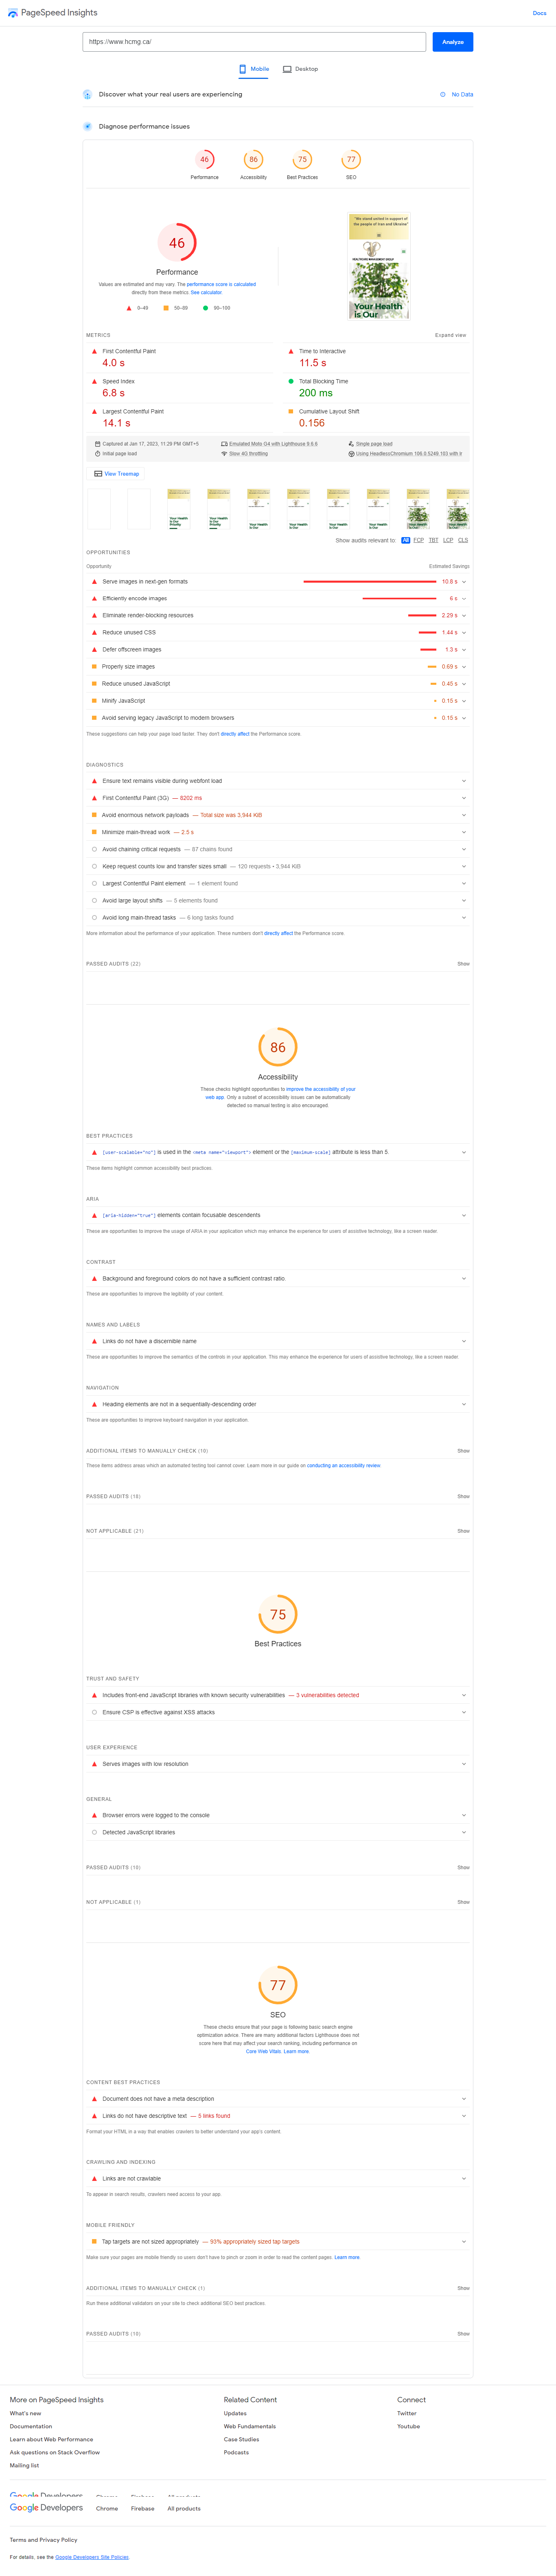 PageSpeed Insights
Docs
https://www.hcmg.ca/
Analyze
Mobile
Desktop
Discover what your real users are experiencing
No Data
Diagnose performance issues
46
86
75
77
Performance
Accessibility
Best Practices
SEO
46
Performance
Values are estimated and may vary. The performance score is calculated
directly from these metrics. See calculator.
0–49
50–89
90–100
"We stand united in support of
the people of Iran and Ukraine"
HEALTHCARE MANAGEMENT GROUP
Your Health
is Our
METRICS
Expand view
First Contentful Paint
4.0 s
Time to Interactive
11.5 s
Speed Index
6.8 s
Total Blocking Time
200 ms
Largest Contentful Paint
14.1 s
Cumulative Layout Shift
0.156
Captured at Jan 17, 2023, 11:29 PM GMT+5
Emulated Moto G4 with Lighthouse 9.6.6
Single page load
Initial page load
Slow 4G throttling
Using HeadlessChromium 106.0.5249.103 with lr
View Treemap
Show audits relevant to:
All
FCP
TBT
LCP
CLS
OPPORTUNITIES
Opportunity
Estimated Savings
Serve images in next-gen formats
10.8 s
Efficiently encode images
6 s
Eliminate render-blocking resources
2.29 s
Reduce unused CSS
1.44 s
Defer offscreen images
1.3 s
Properly size images
0.69 s
Reduce unused JavaScript
0.45 s
Minify JavaScript
0.15 s
Avoid serving legacy JavaScript to modern browsers
0.15 s
These suggestions can help your page load faster. They don't directly affect the Performance score.
DIAGNOSTICS
Ensure text remains visible during webfont load
First Contentful Paint (3G) — 8202 ms
Avoid enormous network payloads — Total size was 3,944 KiB
Minimize main-thread work — 2.5 s
Avoid chaining critical requests — 87 chains found
Keep request counts low and transfer sizes small — 120 requests • 3,944 KiB
Largest Contentful Paint element — 1 element found
Avoid large layout shifts — 5 elements found
Avoid long main-thread tasks — 6 long tasks found
More information about the performance of your application. These numbers don't directly affect the Performance score.
PASSED AUDITS (22)
Show
86
Accessibility
These checks highlight opportunities to improve the accessibility of your
web app. Only a subset of accessibility issues can be automatically
detected so manual testing is also encouraged.
BEST PRACTICES
[user-scalable="no"] is used in the <meta name="viewport"> element or the [maximum-scale] attribute is less than 5.
These items highlight common accessibility best practices.
ARIA
[aria-hidden="true"] elements contain focusable descendents
These are opportunities to improve the usage of ARIA in your application which may enhance the experience for users of assistive technology, like a screen reader.
CONTRAST
Background and foreground colors do not have a sufficient contrast ratio.
These are opportunities to improve the legibility of your content.
NAMES AND LABELS
Links do not have a discernible name
These are opportunities to improve the semantics of the controls in your application. This may enhance the experience for users of assistive technology, like a screen reader.
NAVIGATION
Heading elements are not in a sequentially-descending order
These are opportunities to improve keyboard navigation in your application.
ADDITIONAL ITEMS TO MANUALLY CHECK (10)
Show
These items address areas which an automated testing tool cannot cover. Learn more in our guide on conducting an accessibility review.
PASSED AUDITS (18)
Show
NOT APPLICABLE (21)
Show
75
Best Practices
TRUST AND SAFETY
Includes front-end JavaScript libraries with known security vulnerabilities — 3 vulnerabilities detected
Ensure CSP is effective against XSS attacks
USER EXPERIENCE
Serves images with low resolution
GENERAL
Browser errors were logged to the console
Detected JavaScript libraries
PASSED AUDITS (10)
Show
NOT APPLICABLE (1)
Show
77
SEO
These checks ensure that your page is following basic search engine
optimization advice. There are many additional factors Lighthouse does not
score here that may affect your search ranking, including performance on
Core Web Vitals. Learn more.
CONTENT BEST PRACTICES
Document does not have a meta description
Links do not have descriptive text — 5 links found
Format your HTML in a way that enables crawlers to better understand your app's content.
CRAWLING AND INDEXING
Links are not crawlable
To appear in search results, crawlers need access to your app.
MOBILE FRIENDLY
Tap targets are not sized appropriately — 93% appropriately sized tap targets
Make sure your pages are mobile friendly so users don't have to pinch or zoom in order to read the content pages. Learn more.
ADDITIONAL ITEMS TO MANUALLY CHECK (1)
Show
Run these additional validators on your site to check additional SEO best practices.
PASSED AUDITS (10)
Show
More on PageSpeed Insights
Related Content
Connect
What's new
Updates
Twitter
Documentation
Web Fundamentals
Youtube
Learn about Web Performance
Case Studies
Ask questions on Stack Overflow
Podcasts
Mailing list
Google Developers
Chrome
Firebase
All products
Google Developers
Chrome
Firebase
All products
Terms and Privacy Policy
For details, see the Google Developers Site Policies.